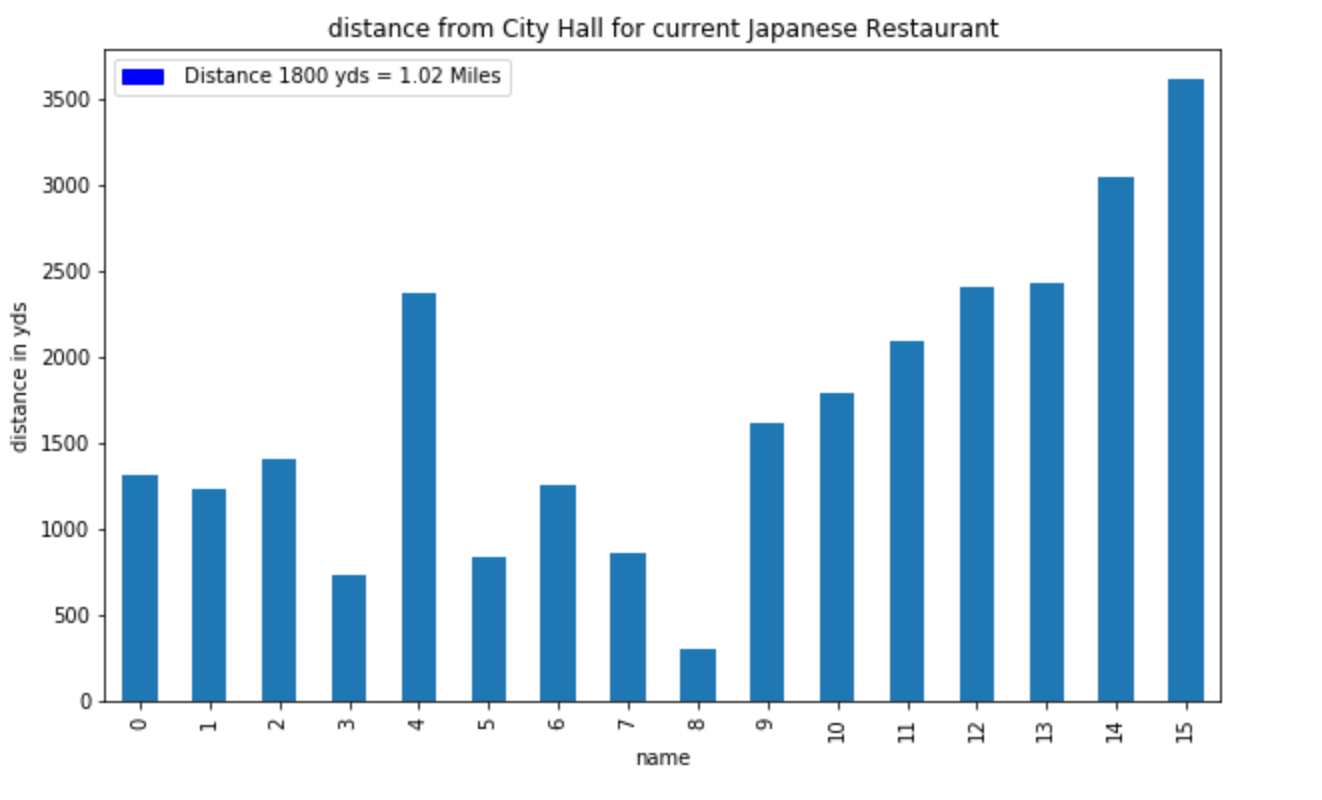 distance from City Hall for current Japanese Restaurant
Distance 1800 yds = 1.02 Miles
distance in yds
3500
3000
2500
2000
1500
1000
500
0
0 1 2 3 4 5 6 7 8 9 10 11 12 13 14 15
name